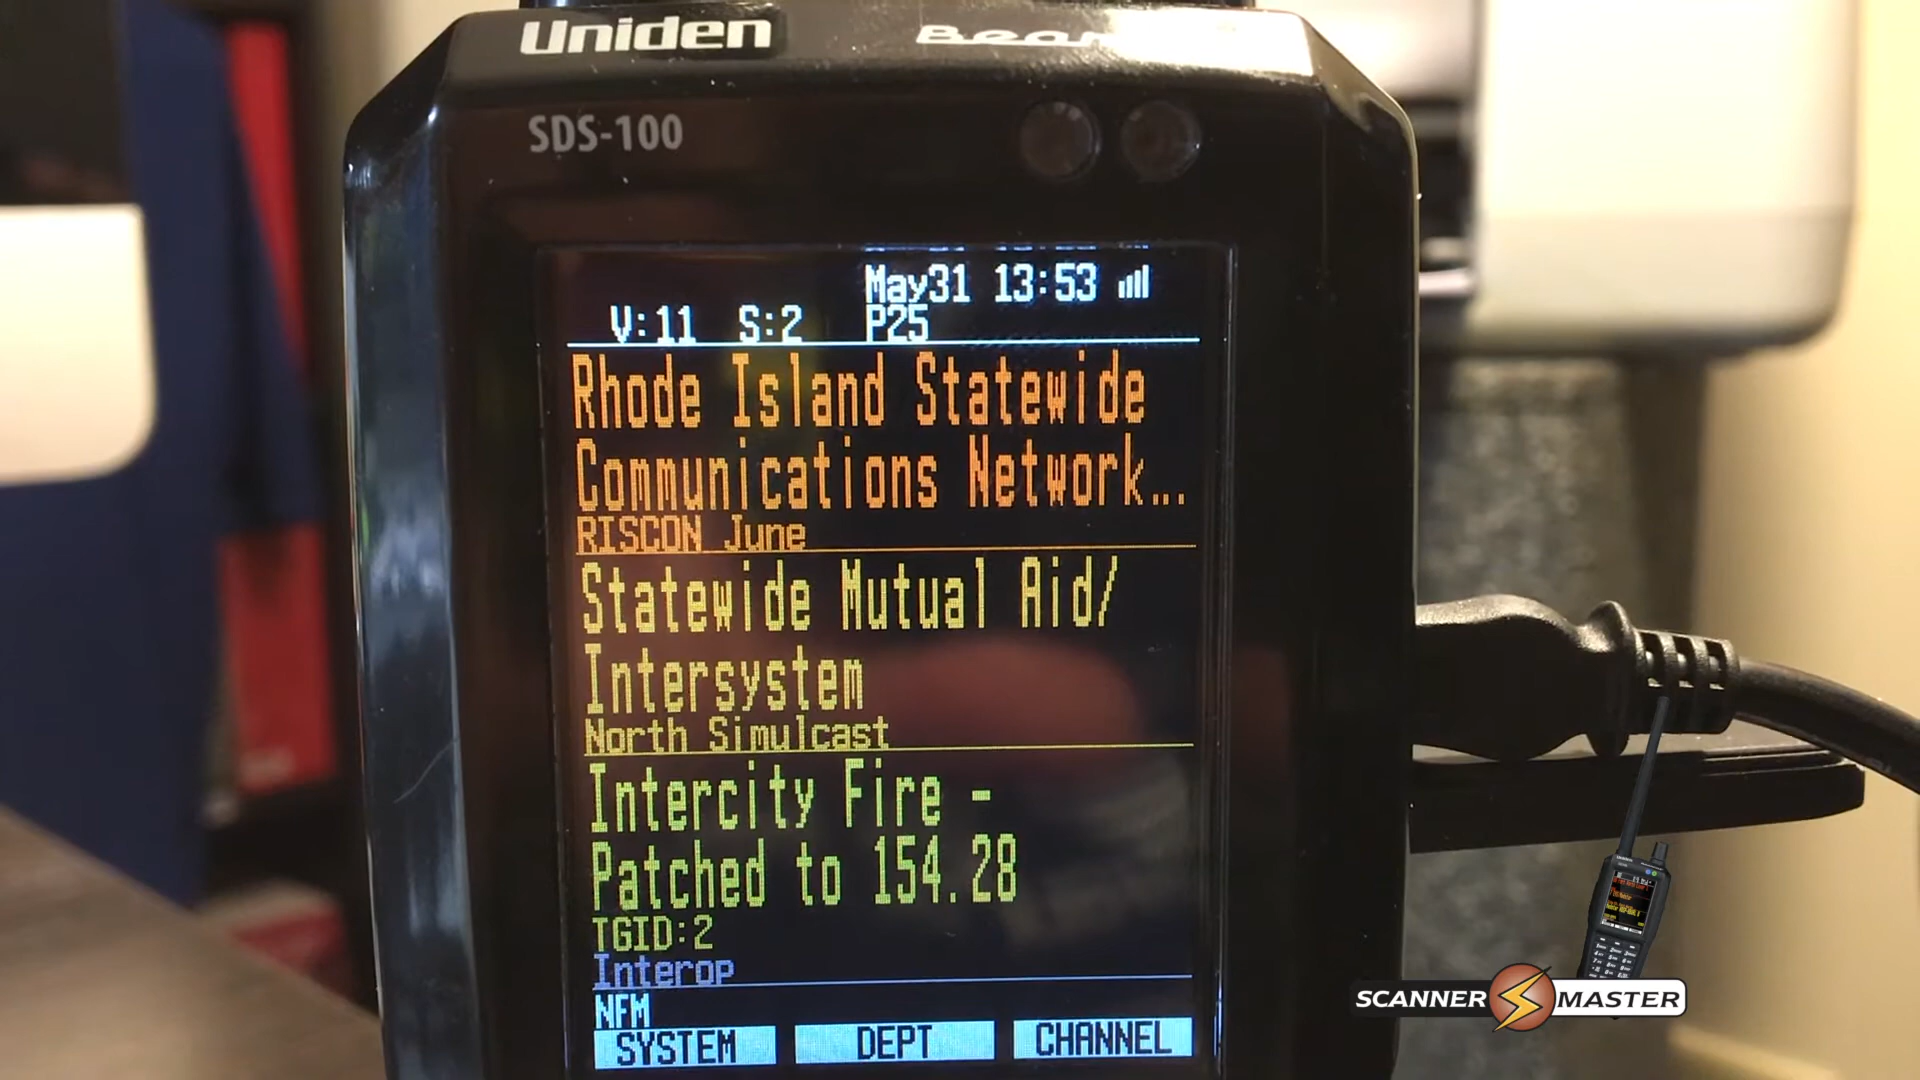 Uniden
Bear
SDS-100
May31 13:53
V:11 S:2 P25
Rhode Island Statewide
Communications Network...
RISCON June
Statewide Mutual Aid/
Intersystem
North Simulcast
Intercity Fire -
Patched to 154.28
TGID:2
Interop
NFM
SYSTEM DEPT CHANNEL
SCANNER MASTER